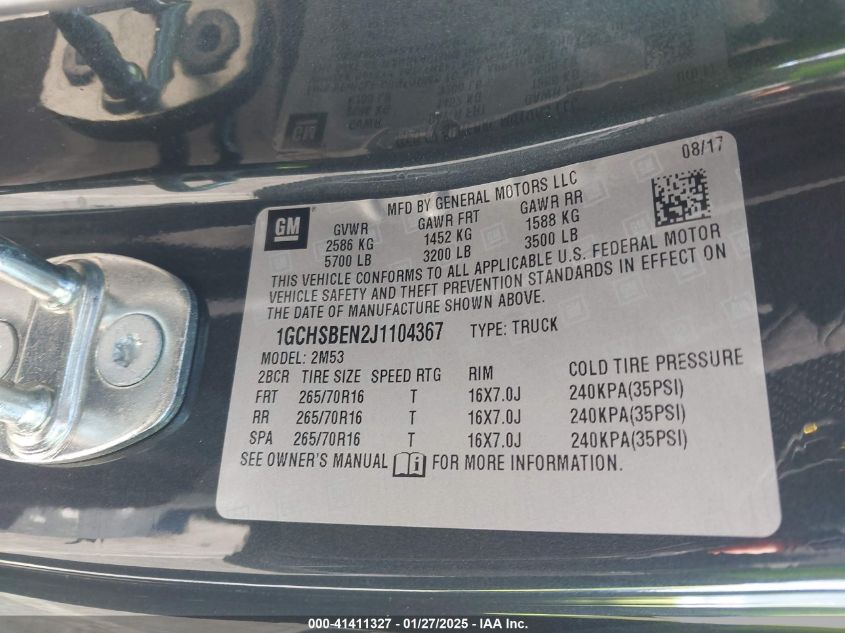 08/17
MFD BY GENERAL MOTORS LLC
GM
GVWR GAWR FRT GAWR RR
2586 KG 1452 KG 1588 KG
5700 LB 3200 LB 3500 LB
THIS VEHICLE CONFORMS TO ALL APPLICABLE U.S. FEDERAL MOTOR
VEHICLE SAFETY AND THEFT PREVENTION STANDARDS IN EFFECT ON
THE DATE OF MANUFACTURE SHOWN ABOVE.
1GCHSBEN2J1104367 TYPE: TRUCK
MODEL: 2M53
2BCR TIRE SIZE SPEED RTG RIM COLD TIRE PRESSURE
FRT 265/70R16 T 16X7.0J 240KPA(35PSI)
RR 265/70R16 T 16X7.0J 240KPA(35PSI)
SPA 265/70R16 T 16X7.0J 240KPA(35PSI)
SEE OWNER'S MANUAL FOR MORE INFORMATION.
000-41411327 - 01/27/2025 - IAA Inc.